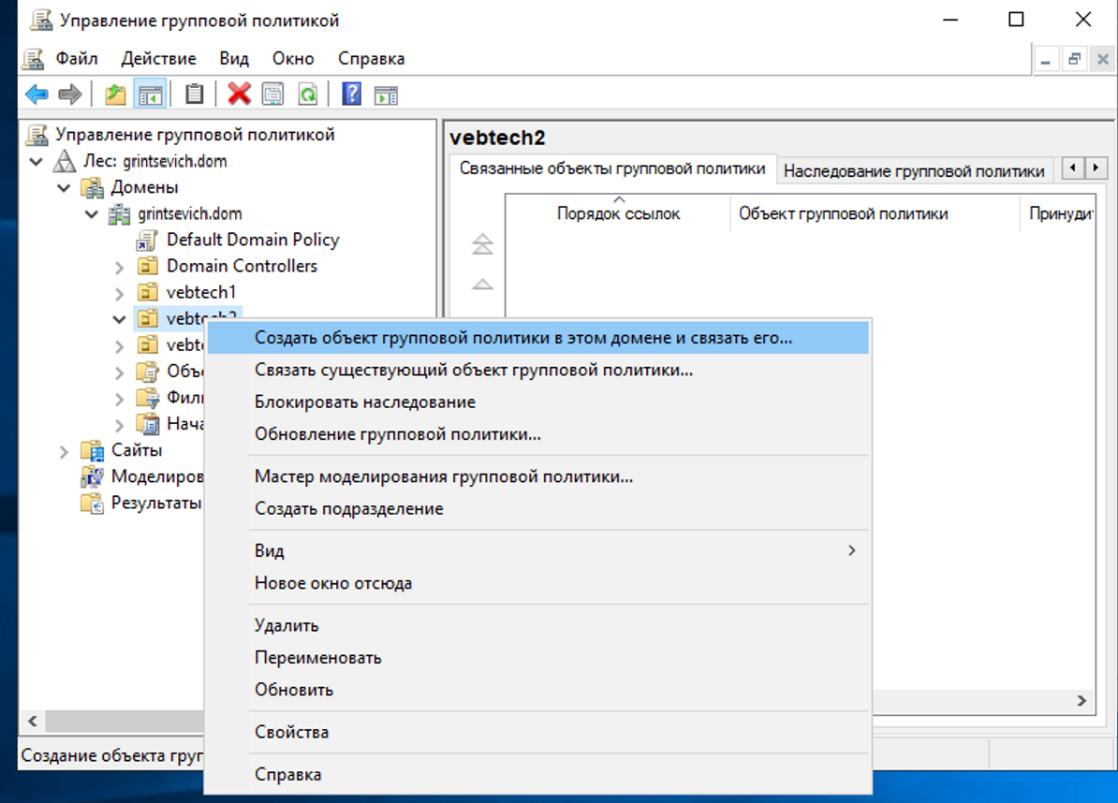 Управление групповой политикой
Файл Действие Вид Окно Справка
Управление групповой политикой
Лес: grintsevich.dom
Домены
grintsevich.dom
Default Domain Policy
Domain Controllers
vebtech1
vebtech2
Сайты
Результаты
vebtech2
Связанные объекты групповой политики Наследование групповой политики
Порядок ссылок Объект групповой политики
Создать объект групповой политики в этом домене и связать его...
Связать существующий объект групповой политики...
Блокировать наследование
Обновление групповой политики...
Мастер моделирования групповой политики...
Создать подразделение
Вид
Новое окно отсюда
Удалить
Переименовать
Обновить
Свойства
Справка
Создание объекта